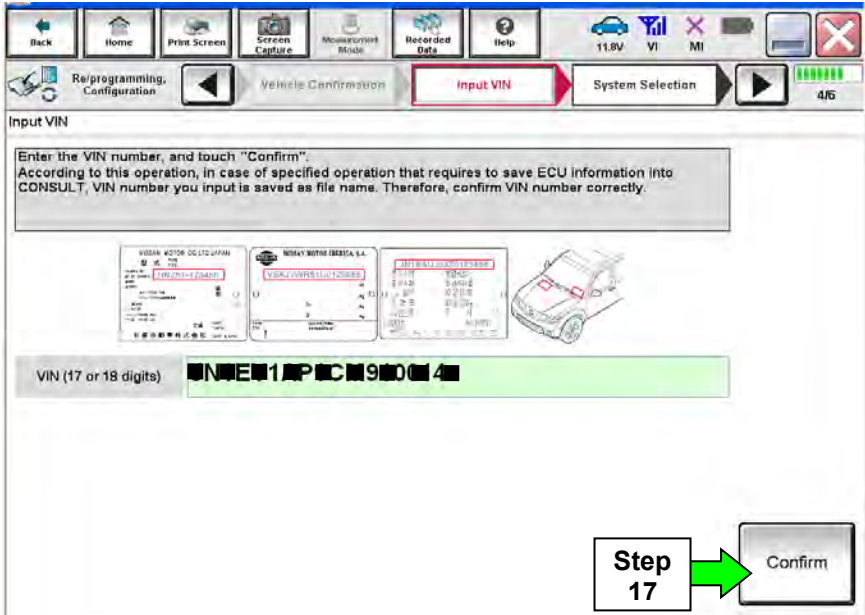 Back
Home
Print Screen
Screen
Capture
Measurement
Mode
Recorded
Data
Help
11.8V
VI
MI
Re/programming,
Configuration
Vehicle Confirmation
Input VIN
System Selection
4/6
Input VIN
Enter the VIN number, and touch "Confirm".
According to this operation, in case of specified operation that requires to save ECU information into
CONSULT, VIN number you input is saved as file name. Therefore, confirm VIN number correctly.
NISSAN MOTOR IBERICA, S.A.
VIN (17 or 18 digits)
Step
17
Confirm